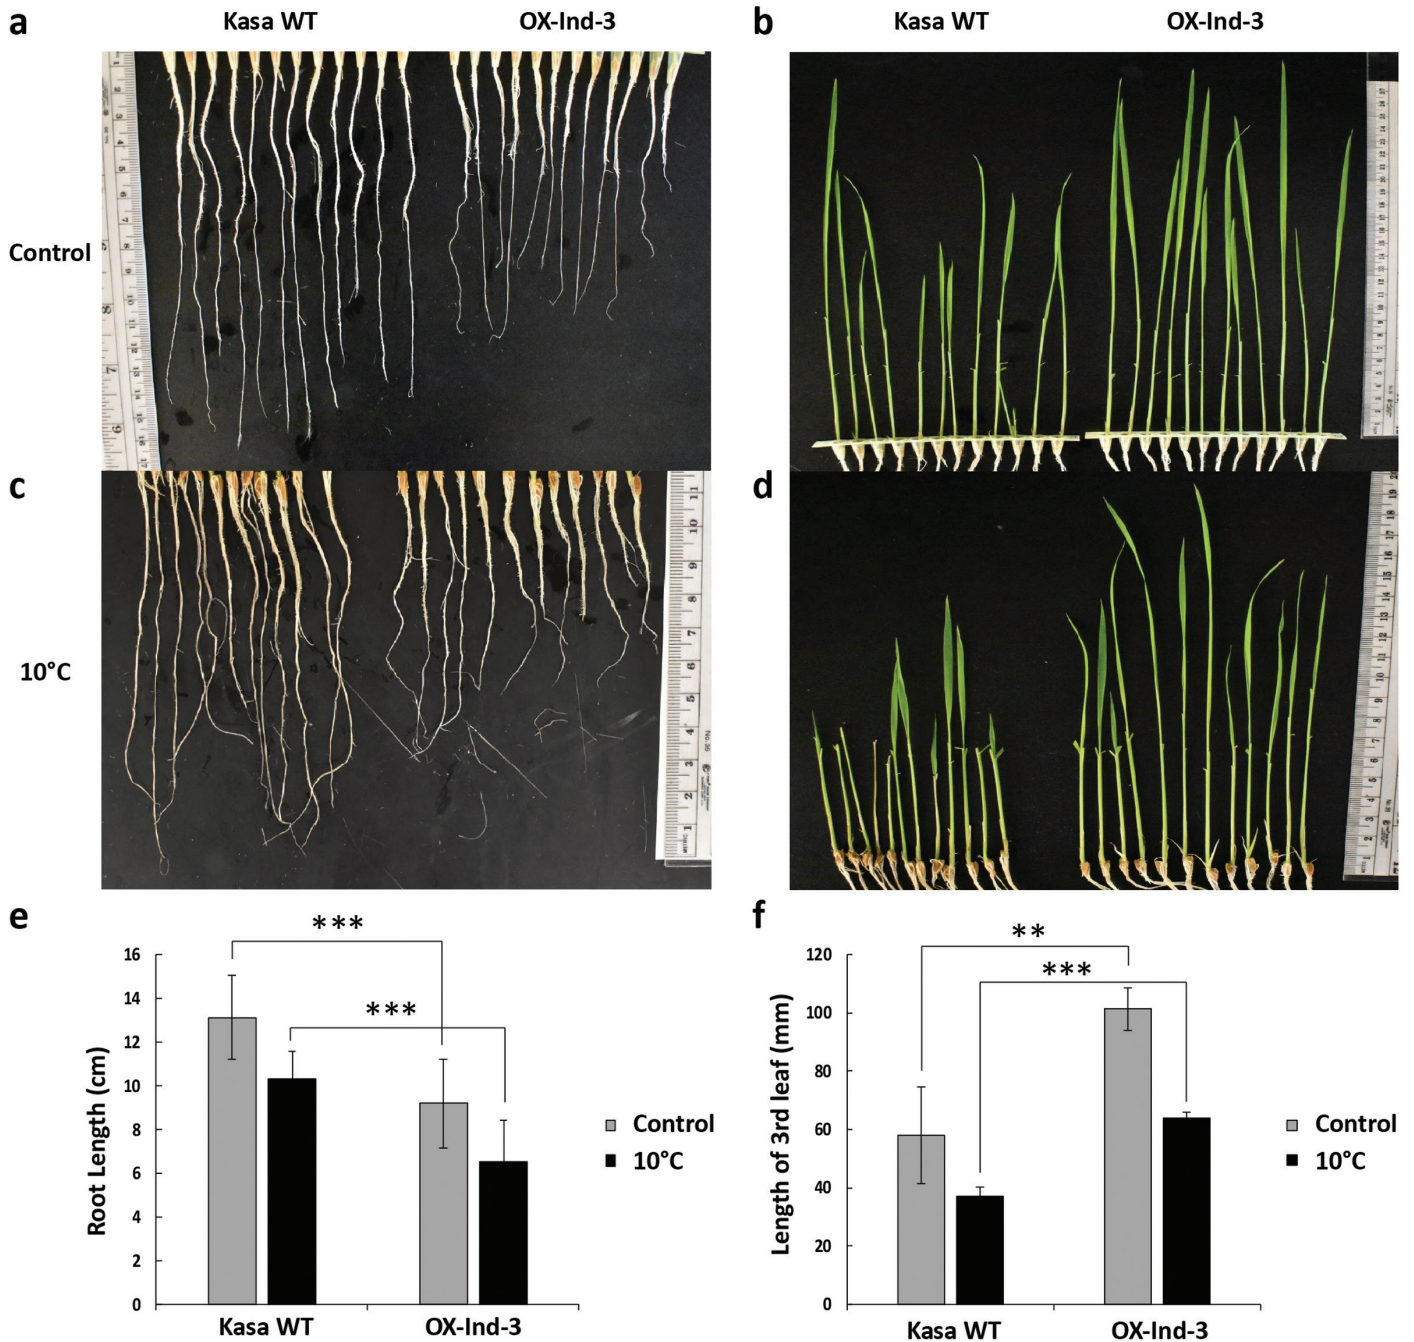 a
Kasa WT
OX-Ind-3
b
Kasa WT
OX-Ind-3
Control
c
d
10°C
e
***
***
16
14
12
10
8
6
4
2
0
Root Length (cm)
Kasa WT
OX-Ind-3
Control
10°C
f
**
***
120
100
80
60
40
20
0
Length of 3rd leaf (mm)
Kasa WT
OX-Ind-3
Control
10°C